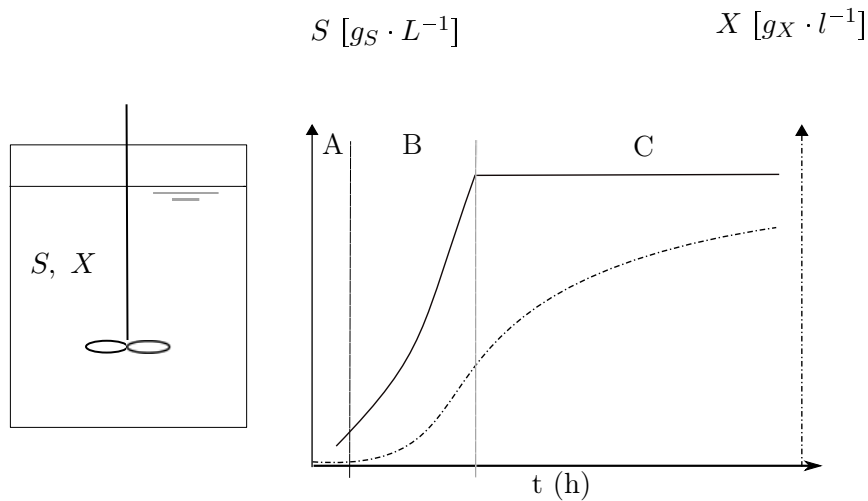 S [g_S · L^{-1}]
X [g_X · l^{-1}]
A
B
C
S, X
t (h)